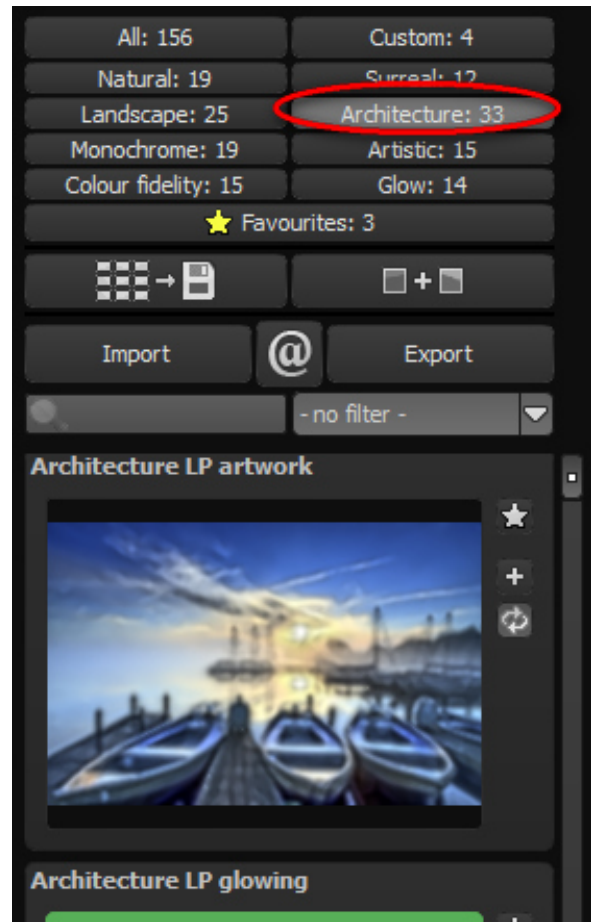 All: 156 Custom: 4
Natural: 19 Surreal: 12
Landscape: 25 Architecture: 33
Monochrome: 19 Artistic: 15
Colour fidelity: 15 Glow: 14
Favourites: 3
Import @ Export
- no filter -
Architecture LP artwork
Architecture LP glowing